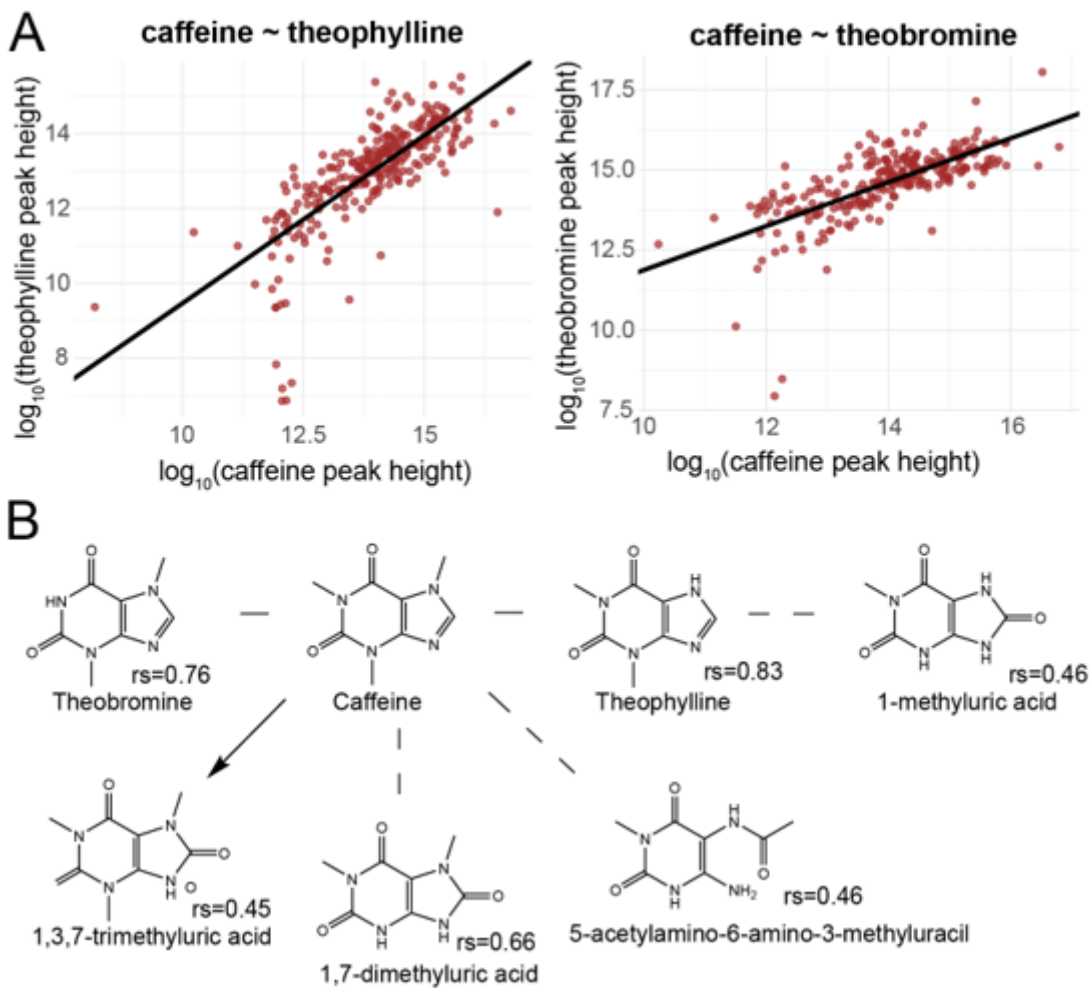 A
caffeine ~ theophylline
caffeine ~ theobromine
log10(theophylline peak height)
14
12
10
8
10
12.5
15
log10(caffeine peak height)
log10(theobromine peak height)
17.5
15.0
12.5
10.0
7.5
10
12
14
16
log10(caffeine peak height)
B
O
HN
N
O
N
N
rs=0.76
Theobromine
O
N
N
O
N
N
Caffeine
O
H
N
N
O
N
N
rs=0.83
Theophylline
O
H
N
N
O
O
N
H
N
H
rs=0.46
1-methyluric acid
O
N
N
O
N
N
H
O
rs=0.45
1,3,7-trimethyluric acid
O
N
N
O
O
N
H
N
H
rs=0.66
1,7-dimethyluric acid
O
H
N
N
O
O
N
H
NH2
rs=0.46
5-acetylamino-6-amino-3-methyluracil